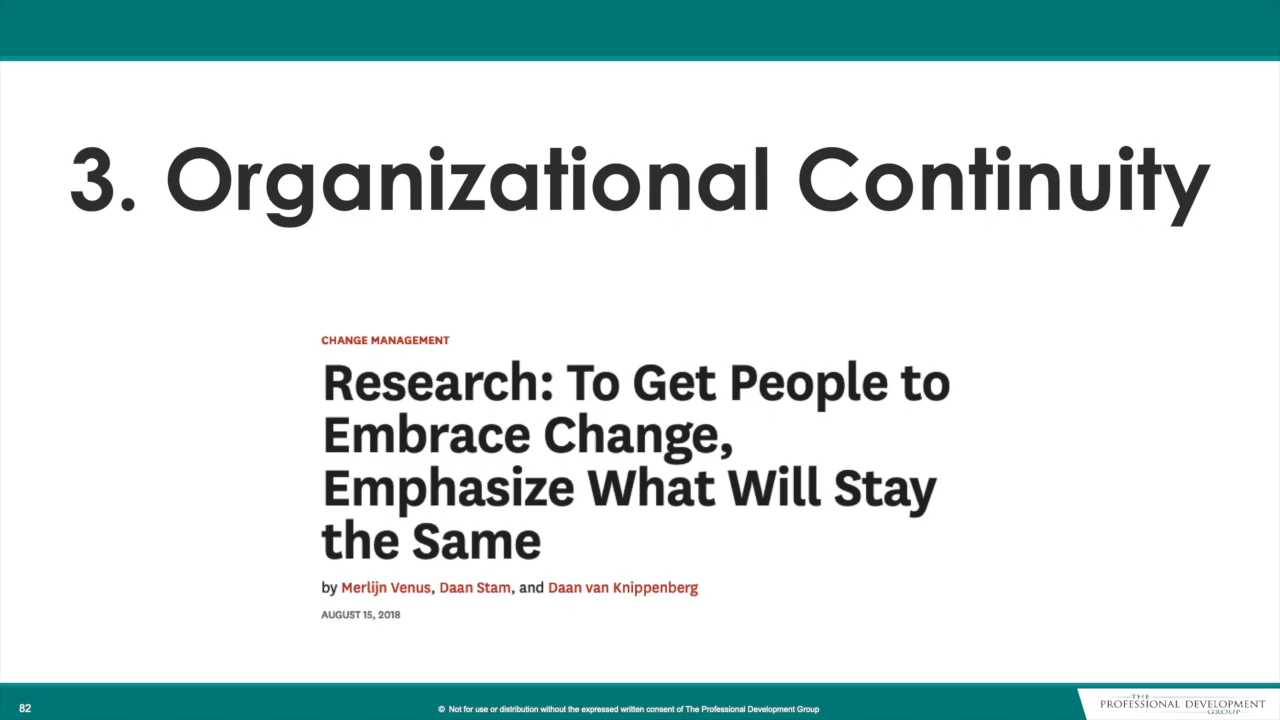 3. Organizational Continuity
CHANGE MANAGEMENT
Research: To Get People to
Embrace Change,
Emphasize What Will Stay
the Same
by Merlijn Venus, Daan Stam, and Daan van Knippenberg
AUGUST 15, 2018
82
© Not for use or distribution without the expressed written consent of The Professional Development Group
THE
PROFESSIONAL DEVELOPMENT
GROUP